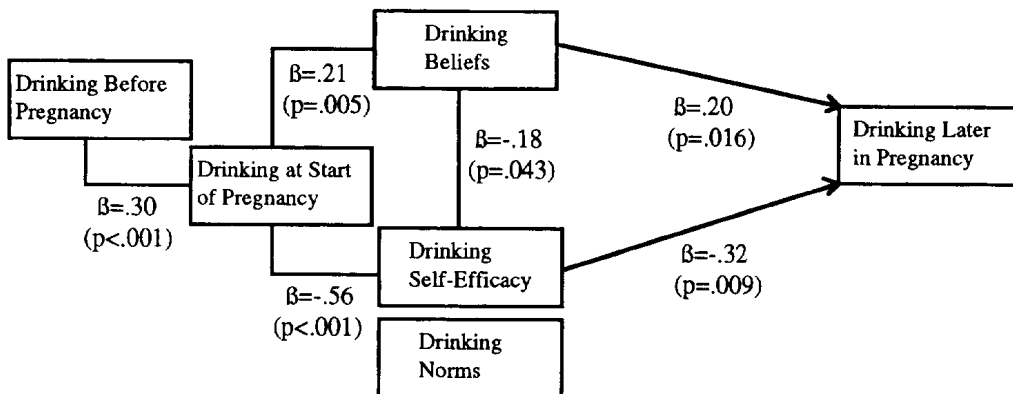 Drinking Before
Pregnancy
ß=.30
(p<.001)
Drinking at Start
of Pregnancy
ß=.21
(p=.005)
ß=-.56
(p<.001)
Drinking
Beliefs
ß=-.18
(p=.043)
Drinking
Self-Efficacy
Drinking
Norms
ß=.20
(p=.016)
ß=-.32
(p=.009)
Drinking Later
in Pregnancy